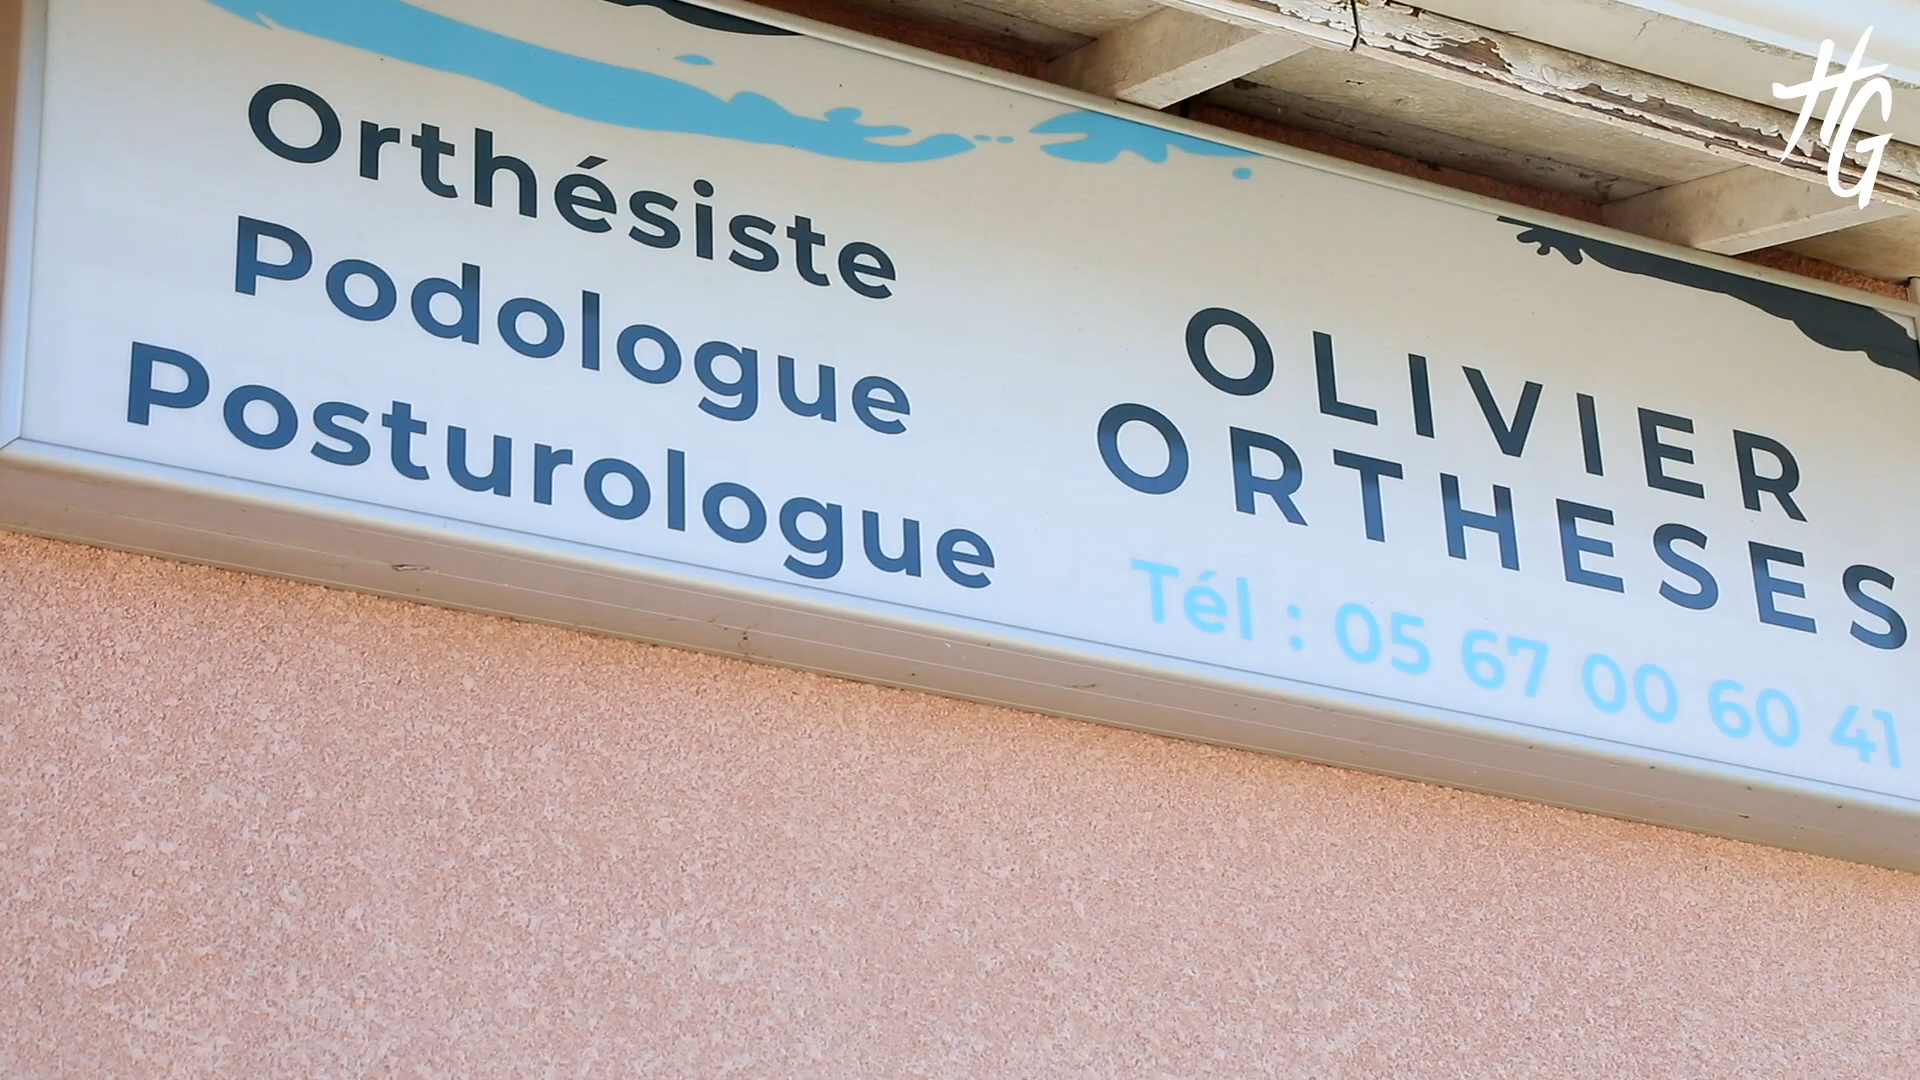 Orthésiste
Podologue
Posturologue
OLIVIER
ORTHESES
Tél : 05 67 00 60 41
HG